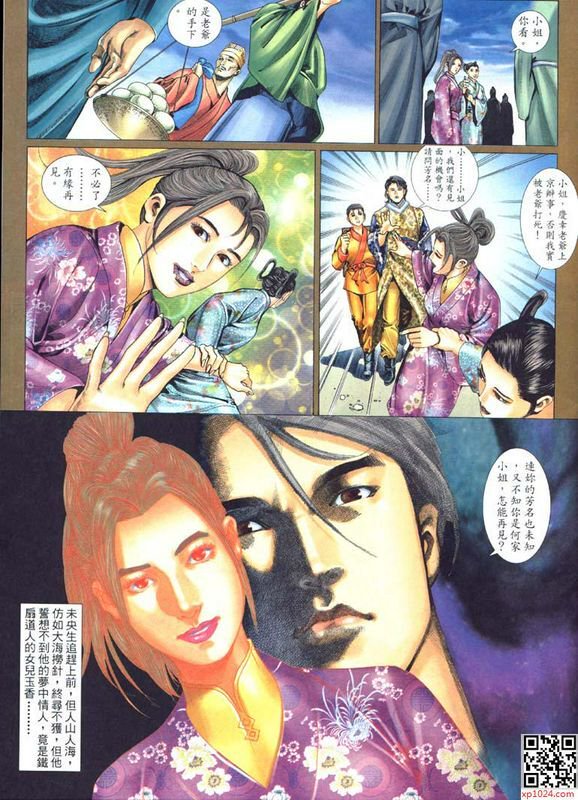 小姐，
你看。
是老爺
的手下
小姐，慶幸老爺上
京辦事，否則我實
被老爺打死！
小……小姐
，我們還有見
面的機會嗎？
請問芳名……
不必了
………
有緣再
見。
連妳的芳名也未知
，又不知你是何家
小姐，怎能再見？
未央生追趕上前，但人山人海，
仿如大海撈針，終尋不獲，但他
誓想不到他的夢中情人，竟是鐵
扇道人的女兒玉香………
xp1024.com